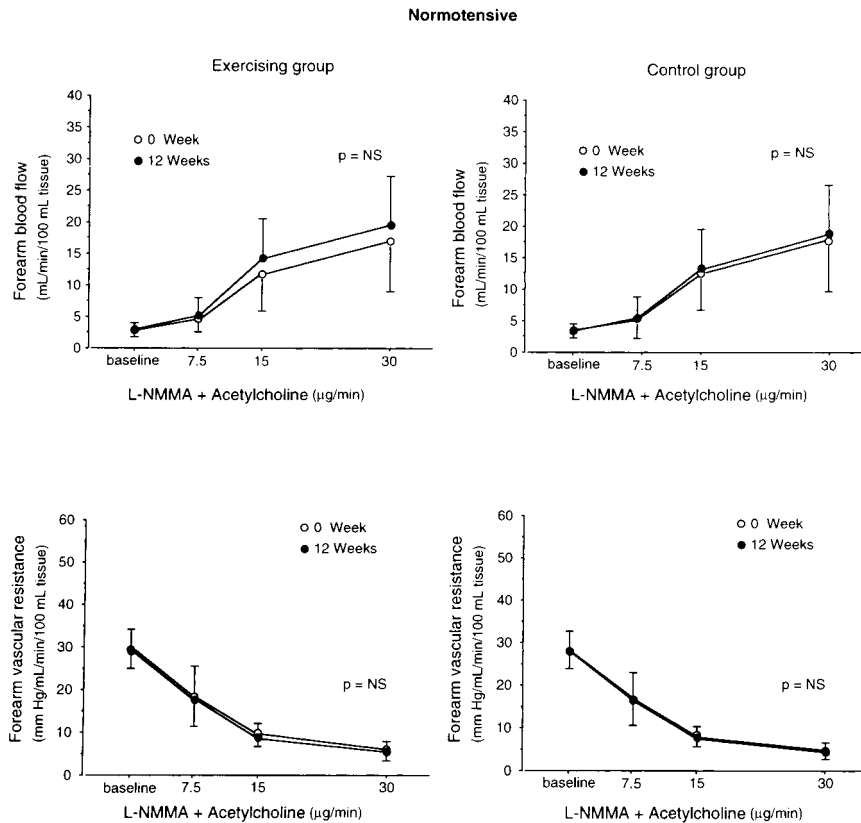 Normotensive
Exercising group
40
35
30
25
20
15
10
5
0
Forearm blood flow
(mL/min/100 mL tissue)
0 Week
12 Weeks
p = NS
baseline
7.5
15
30
L-NMMA + Acetylcholine (μg/min)
Control group
40
35
30
25
20
15
10
5
0
Forearm blood flow
(mL/min/100 mL tissue)
0 Week
12 Weeks
p = NS
baseline
7.5
15
30
L-NMMA + Acetylcholine (μg/min)
60
50
40
30
20
10
0
Forearm vascular resistance
(mm Hg/mL/min/100 mL tissue)
0 Week
12 Weeks
p = NS
baseline
7.5
15
30
L-NMMA + Acetylcholine (μg/min)
60
50
40
30
20
10
0
Forearm vascular resistance
(mm Hg/mL/min/100 mL tissue)
0 Week
12 Weeks
p = NS
baseline
7.5
15
30
L-NMMA + Acetylcholine (μg/min)